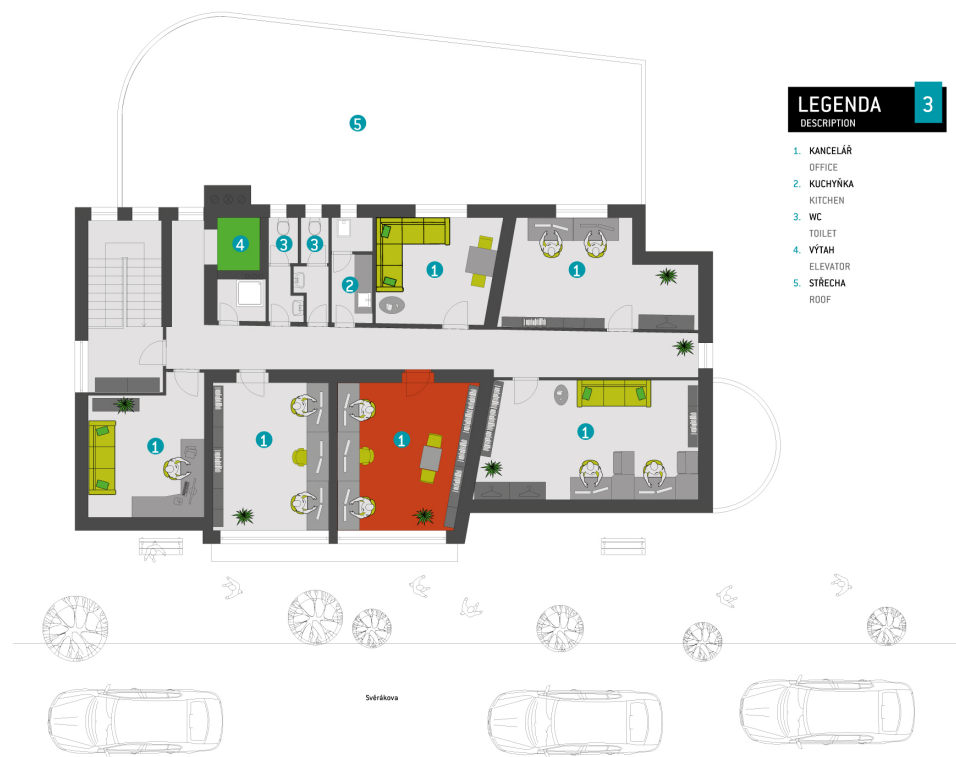 LEGENDA 3
DESCRIPTION
1. KANCELÁŘ
OFFICE
2. KUCHYŇKA
KITCHEN
3. WC
TOILET
4. VÝTAH
ELEVATOR
5. STŘECHA
ROOF
5
4
3
3
2
1
1
1
1
1
1
Svěrákova